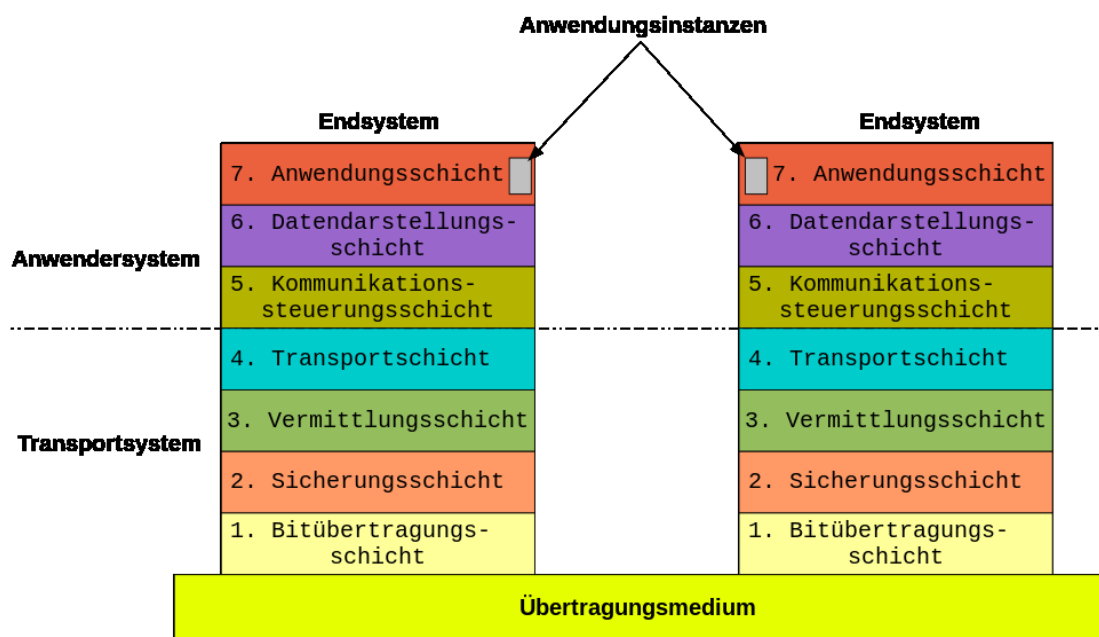 Anwendungsinstanzen
Endsystem
Endsystem
7. Anwendungsschicht
7. Anwendungsschicht
6. Datendarstellungs-
schicht
6. Datendarstellungs-
schicht
Anwendersystem
5. Kommunikations-
steuerungsschicht
5. Kommunikations-
steuerungsschicht
4. Transportschicht
4. Transportschicht
3. Vermittlungsschicht
3. Vermittlungsschicht
Transportsystem
2. Sicherungsschicht
2. Sicherungsschicht
1. Bitübertragungs-
schicht
1. Bitübertragungs-
schicht
Übertragungsmedium